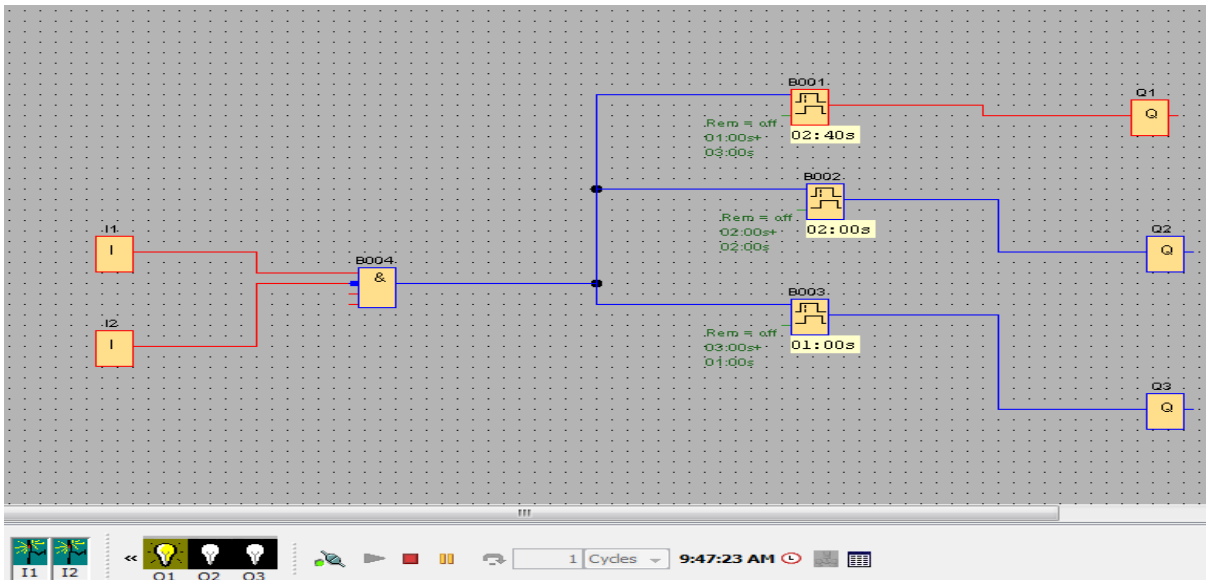 B001
Q1
Q
Rem = off
01:00s+
03:00s
02:40s
B002
Rem = off
02:00s+
02:00s
02:00s
I1
I
Q2
Q
B004
&
B003
I2
I
Rem = off
03:00s+
01:00s
01:00s
Q3
Q
I1 I2 « Q1 Q2 Q3 1 Cycles 9:47:23 AM